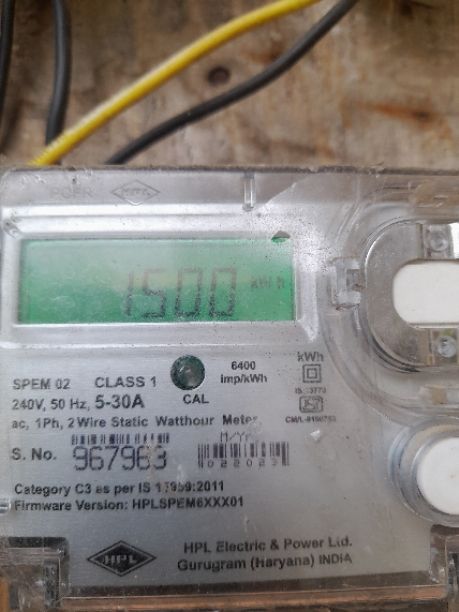 HPL
1500 kWh
6400
imp/kWh
kWh
SPEM 02 CLASS 1
CAL
240V, 50 Hz, 5-30A
ac, 1Ph, 2 Wire Static Watthour Meter
S. No. 967983
Category C3 as per IS 15959:2011
Firmware Version: HPLSPEM6XXX01
HPL
HPL Electric & Power Ltd.
Gurugram (Haryana) INDIA